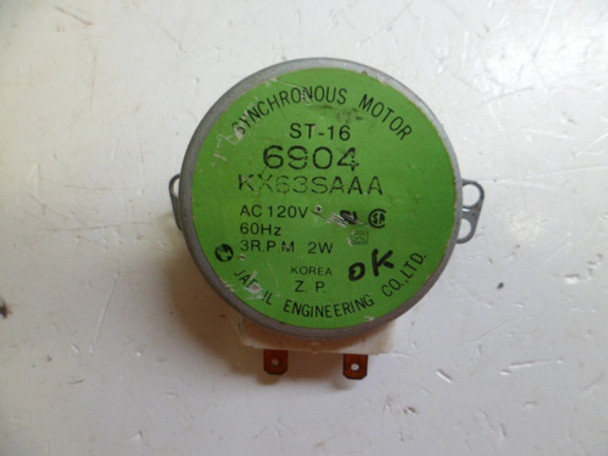 SYNCHRONOUS MOTOR
ST-16
6904
KX63SAAA
AC 120V
60Hz
3R.P.M 2W
KOREA
Z. P.
OK
ENGINEERING CO., LTD.